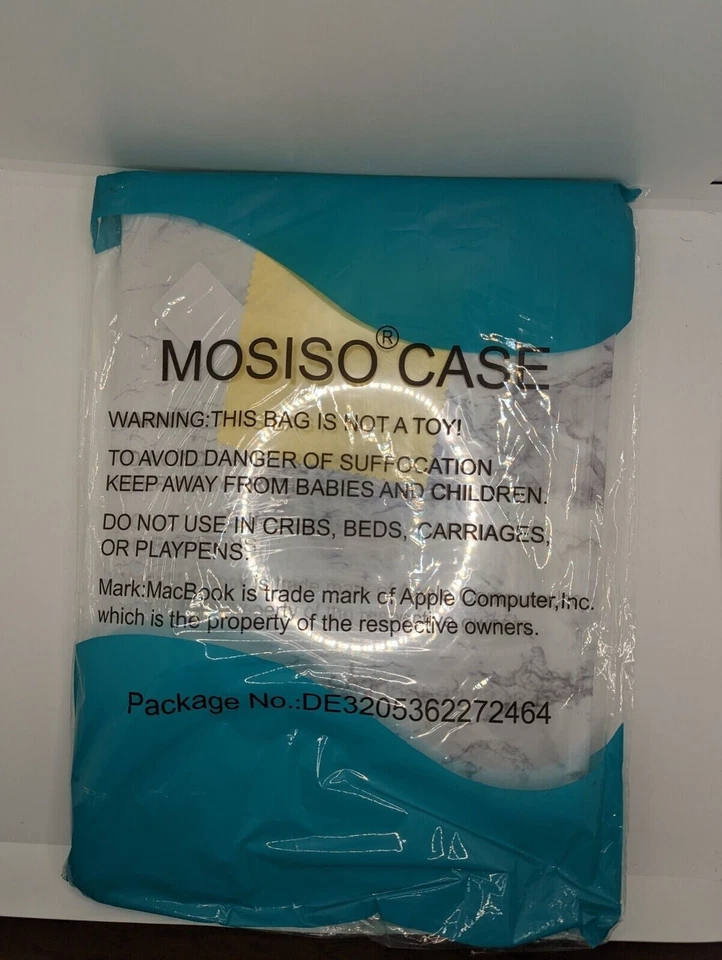 MOSISO® CASE
WARNING:THIS BAG IS NOT A TOY!
TO AVOID DANGER OF SUFFOCATION
KEEP AWAY FROM BABIES AND CHILDREN.
DO NOT USE IN CRIBS, BEDS, CARRIAGES,
OR PLAYPENS.
Mark:MacBook is trade mark of Apple Computer,Inc.
which is the property of the respective owners.
Package No.:DE3205362272464